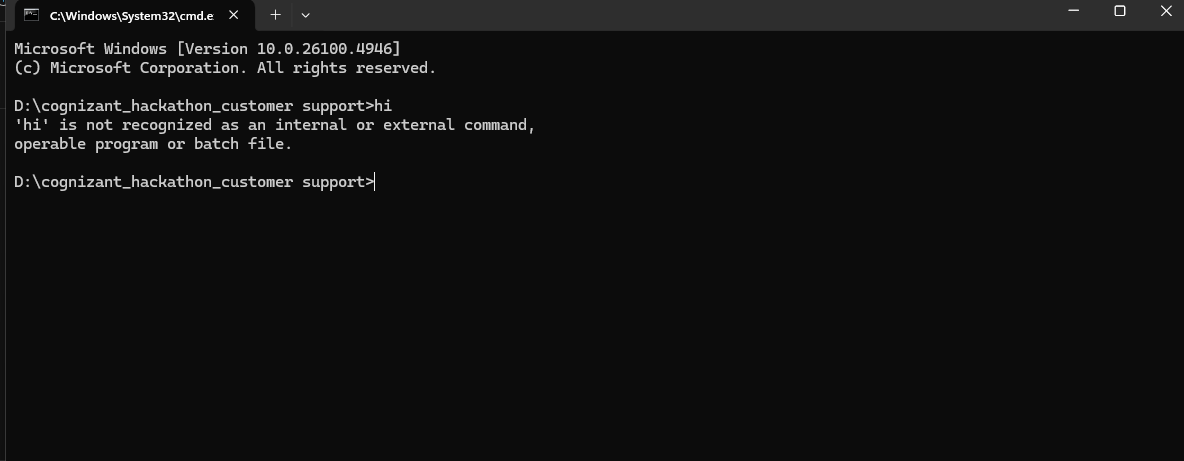 C:\Windows\System32\cmd.e
Microsoft Windows [Version 10.0.26100.4946]
(c) Microsoft Corporation. All rights reserved.
D:\cognizant_hackathon_customer support>hi
'hi' is not recognized as an internal or external command,
operable program or batch file.
D:\cognizant_hackathon_customer support>